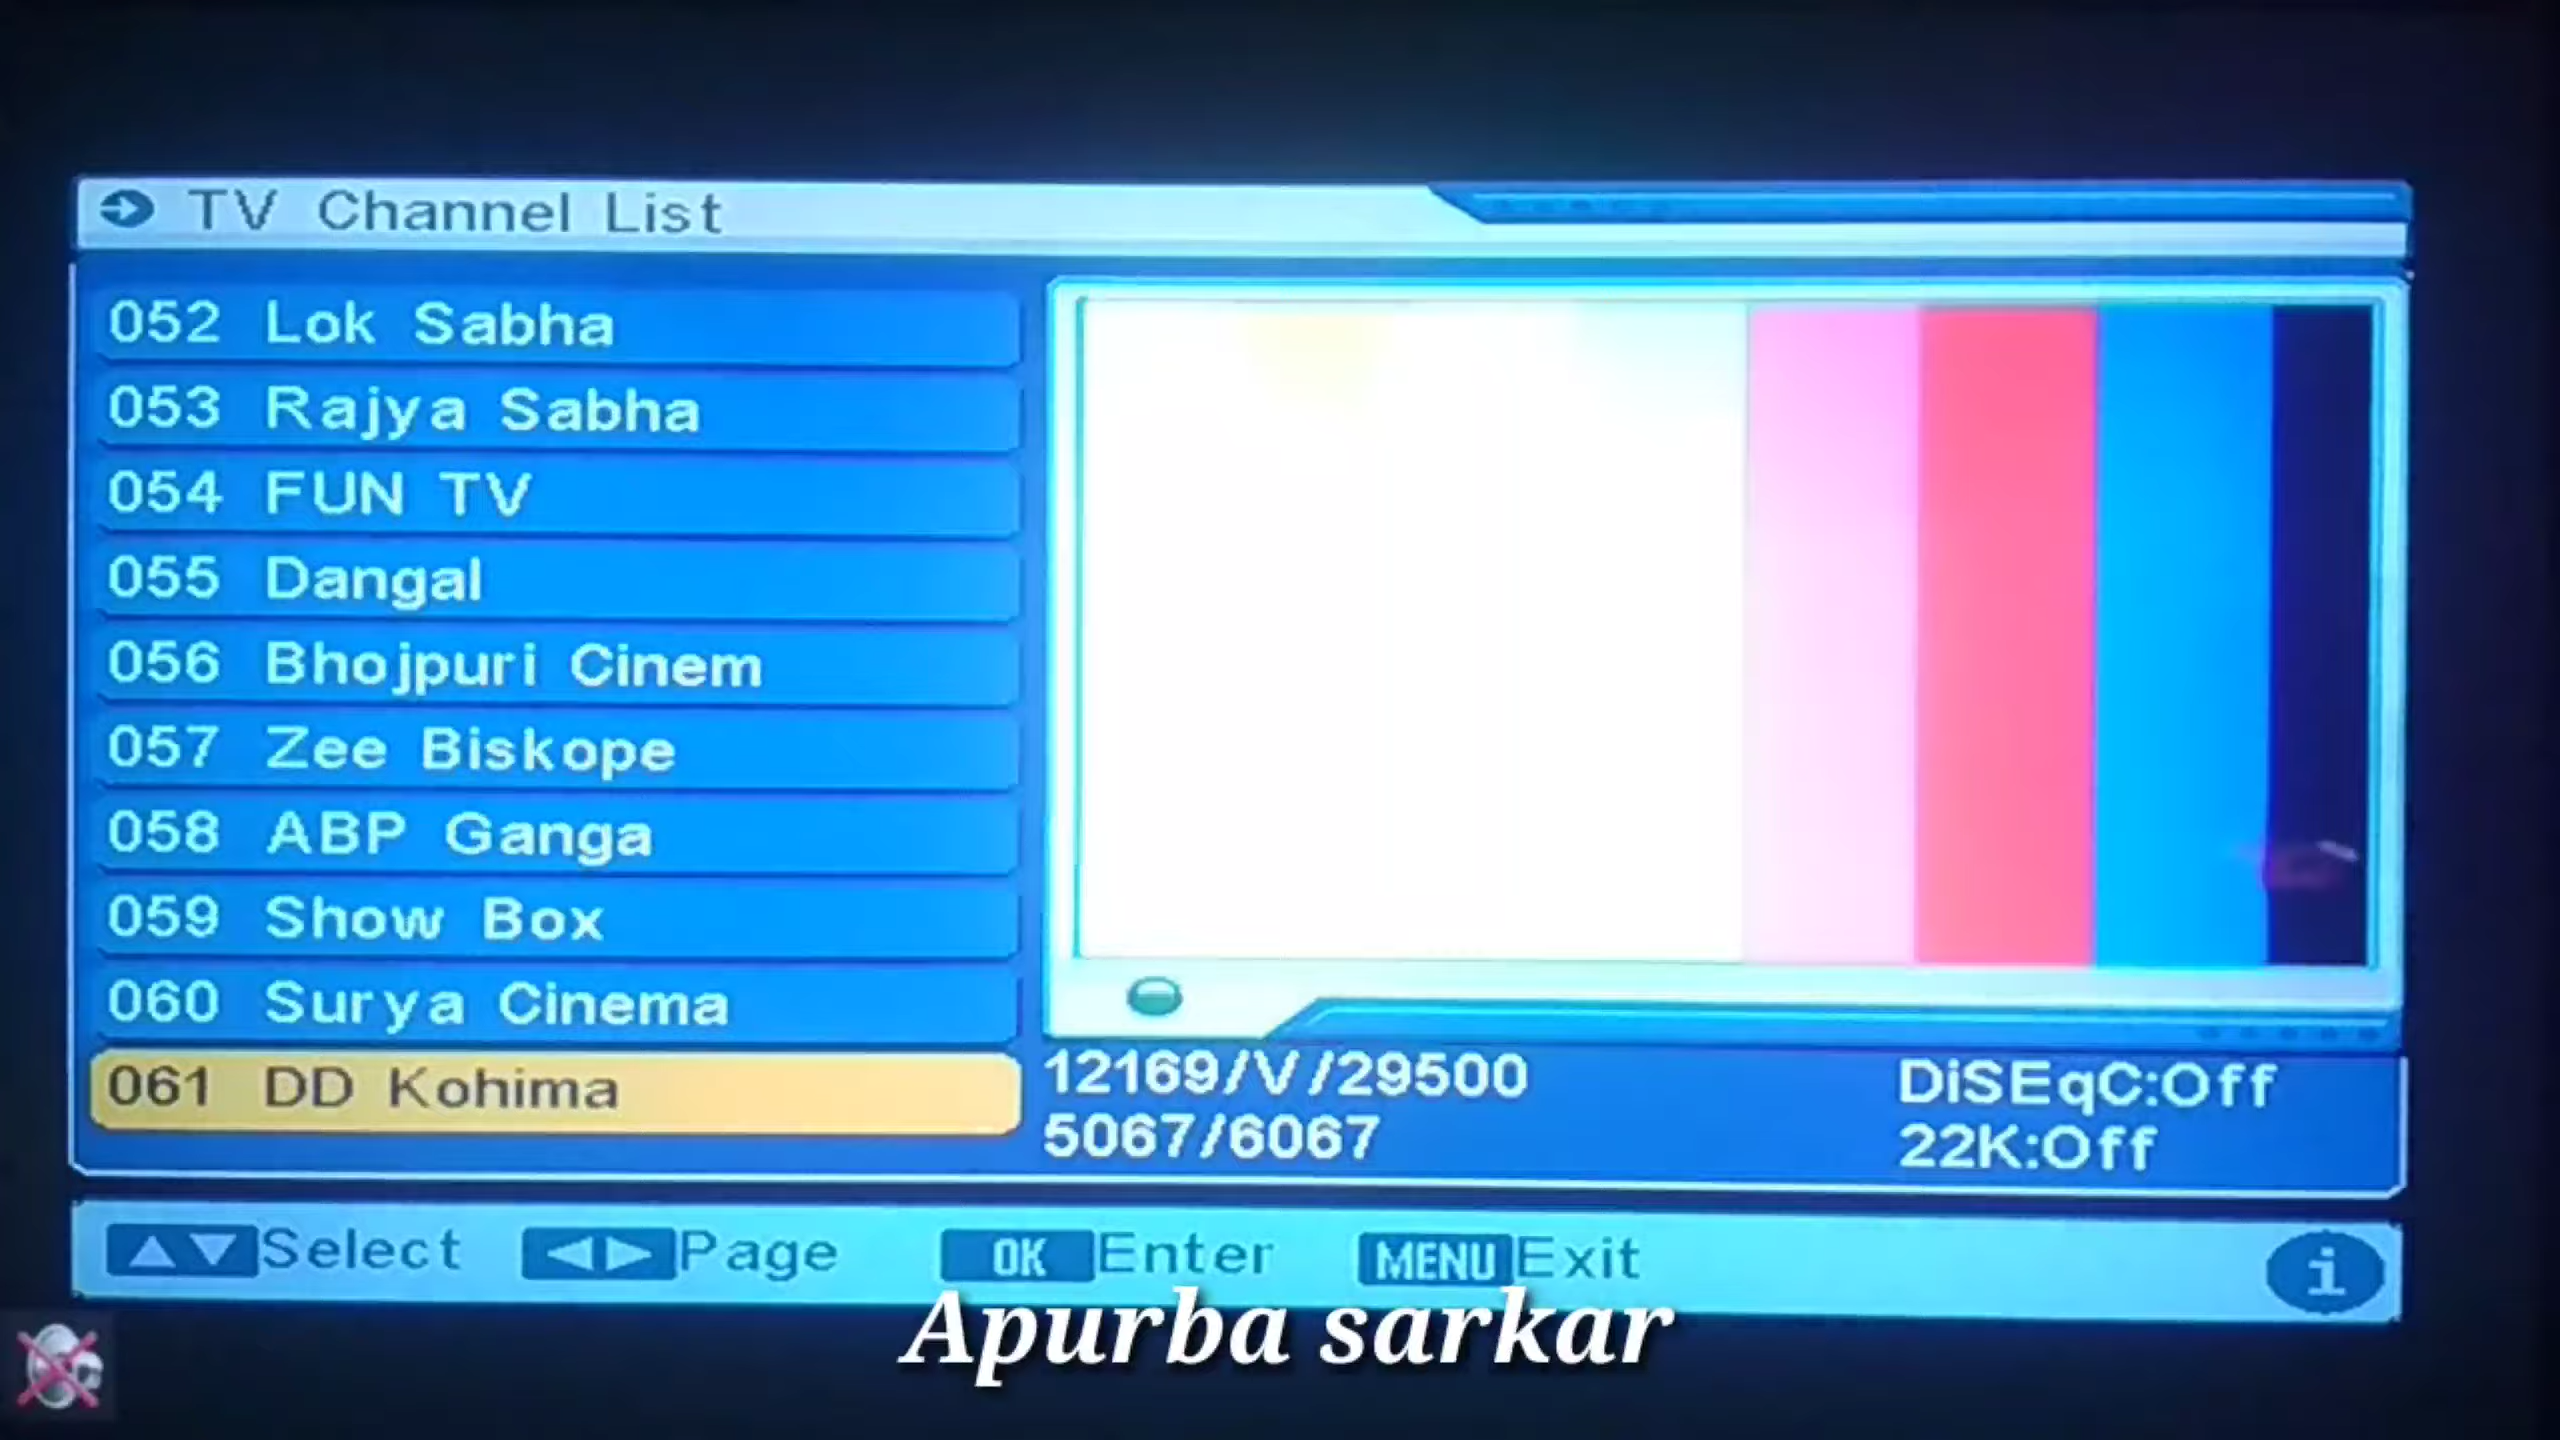 TV Channel List
052 Lok Sabha
053 Rajya Sabha
054 FUN TV
055 Dangal
056 Bhojpuri Cinem
057 Zee Biskope
058 ABP Ganga
059 Show Box
060 Surya Cinema
061 DD Kohima
12169/V/29500
5067/6067
DiSEqC:Off
22K:Off
Select Page OK Enter MENU Exit i
Apurba sarkar